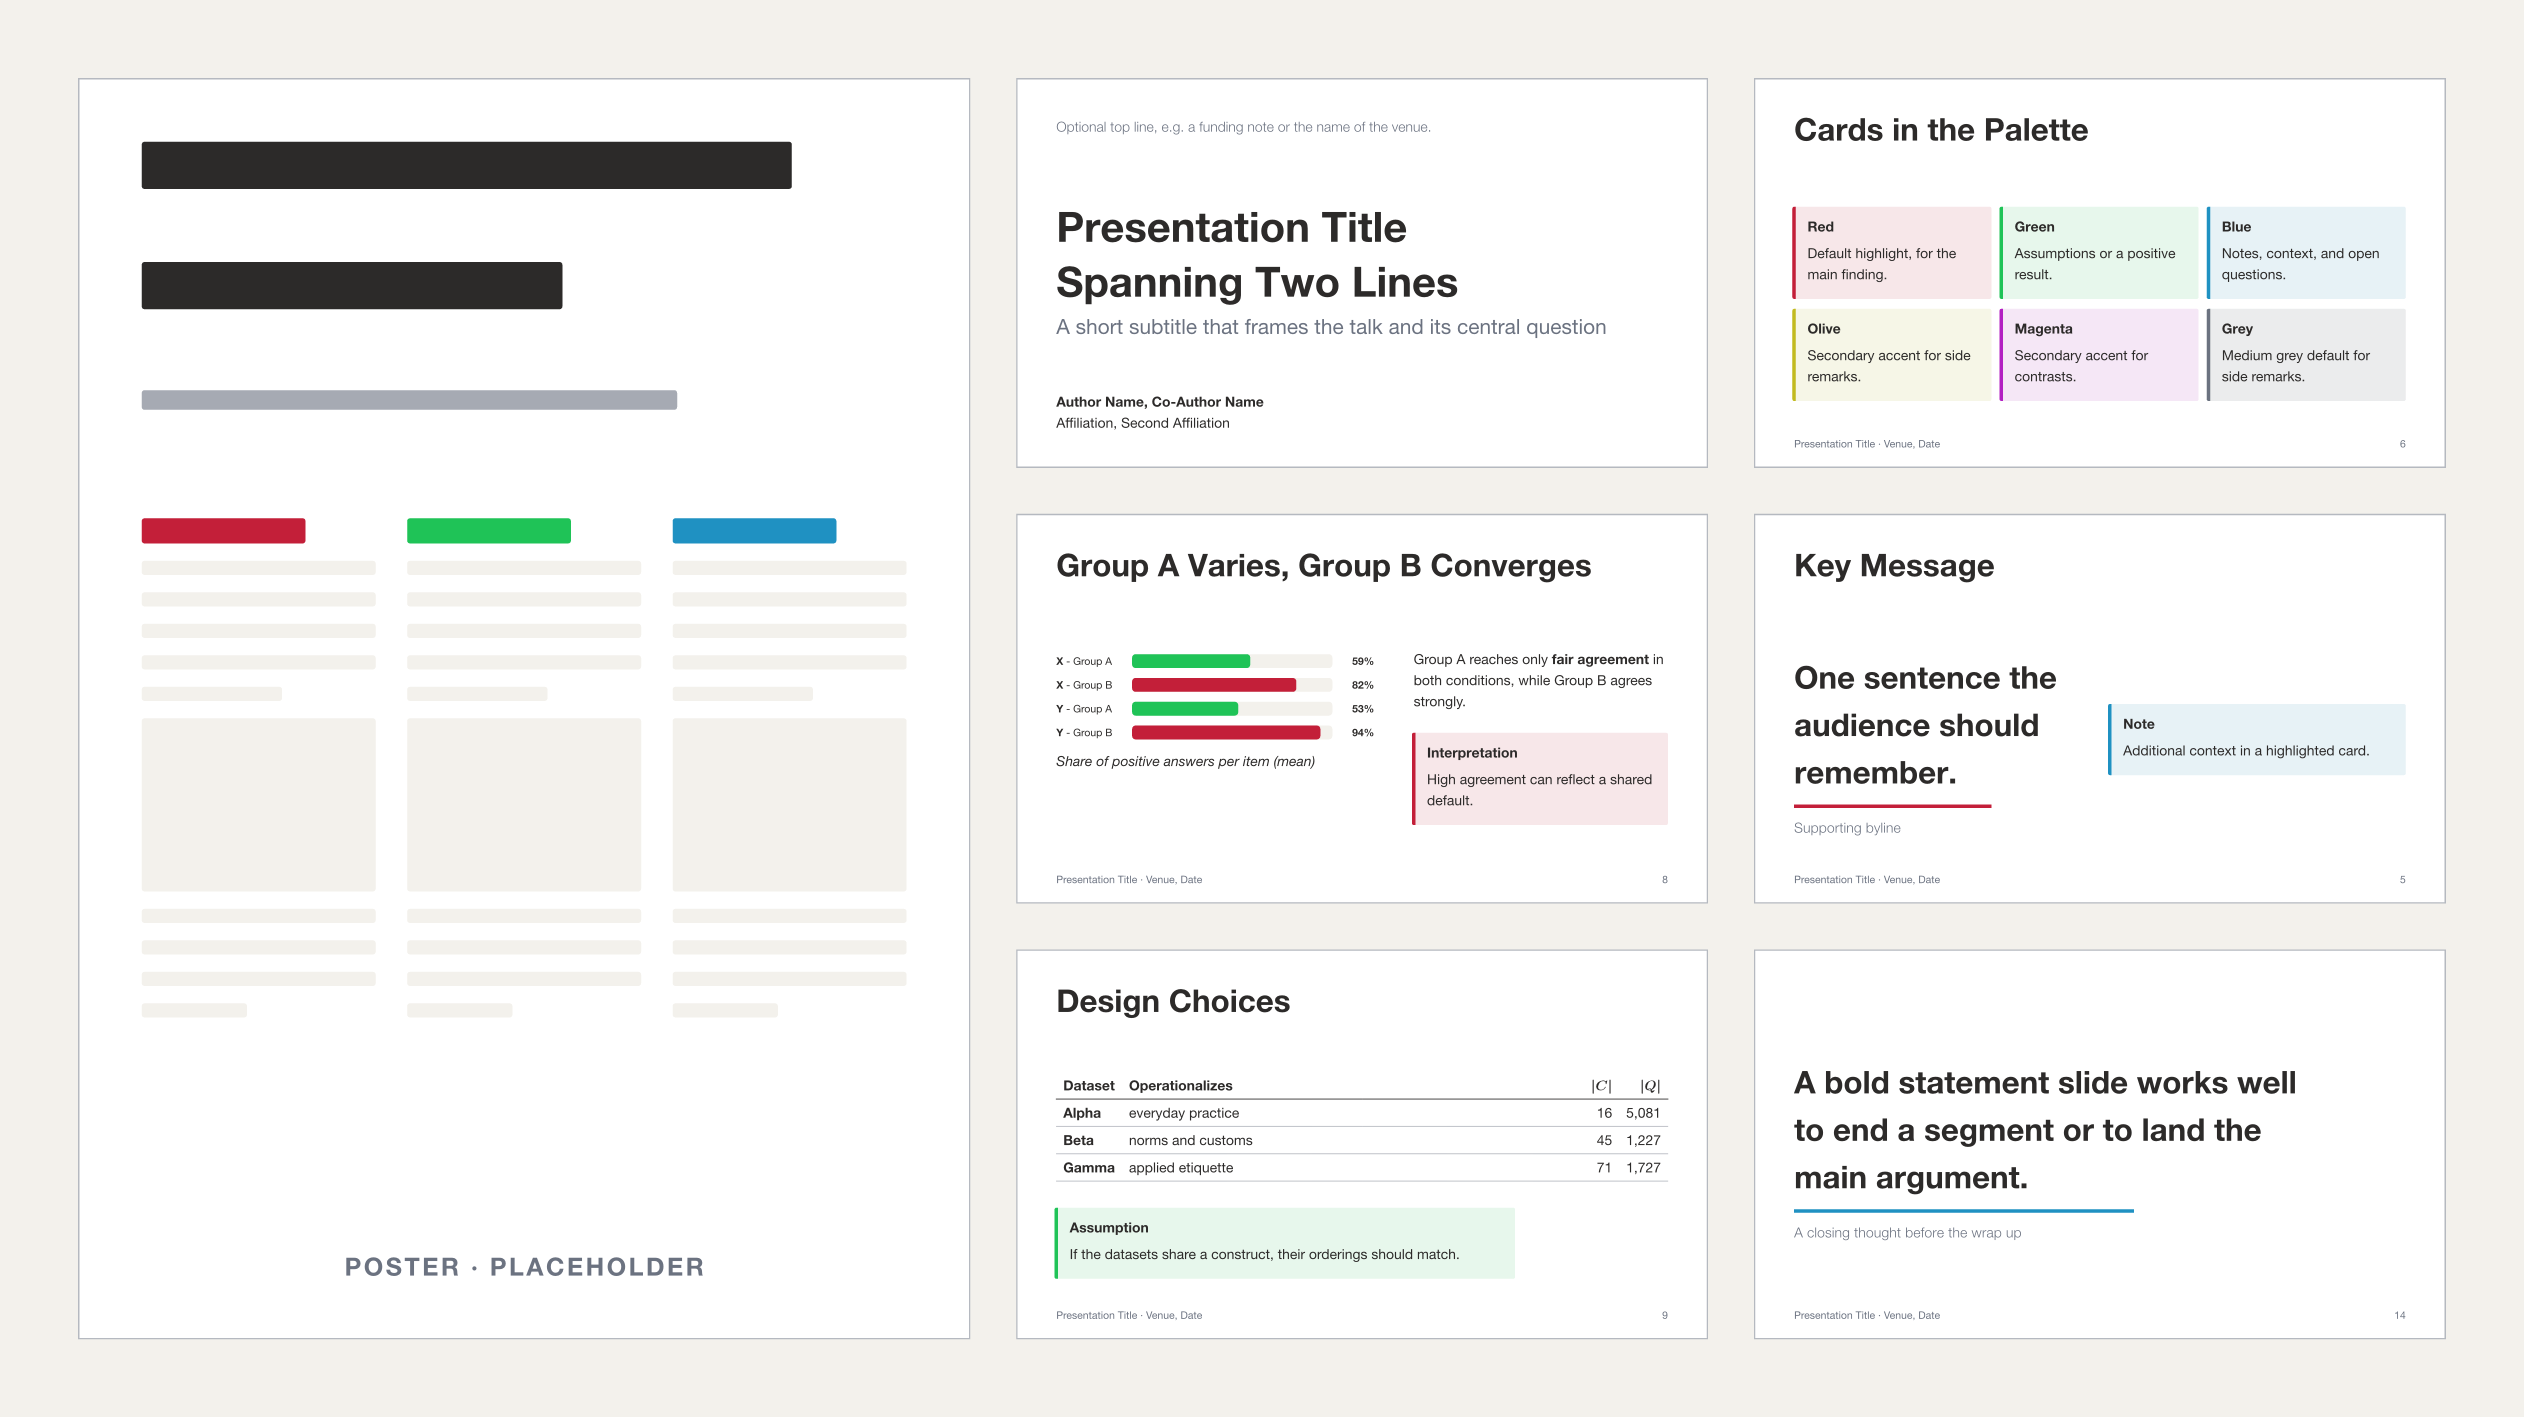 POSTER · PLACEHOLDER
Optional top line, e.g. a funding note or the name of the venue.
Presentation Title
Spanning Two Lines
A short subtitle that frames the talk and its central question
Author Name, Co-Author Name
Affiliation, Second Affiliation
Cards in the Palette
Red
Default highlight, for the
main finding.
Green
Assumptions or a positive
result.
Blue
Notes, context, and open
questions.
Olive
Secondary accent for side
remarks.
Magenta
Secondary accent for
contrasts.
Grey
Medium grey default for
side remarks.
Presentation Title · Venue, Date 6
Group A Varies, Group B Converges
X - Group A 59%
X - Group B 82%
Y - Group A 53%
Y - Group B 94%
Share of positive answers per item (mean)
Group A reaches only fair agreement in
both conditions, while Group B agrees
strongly.
Interpretation
High agreement can reflect a shared
default.
Presentation Title · Venue, Date 8
Key Message
One sentence the
audience should
remember.
Supporting byline
Note
Additional context in a highlighted card.
Presentation Title · Venue, Date 5
Design Choices
Dataset Operationalizes |C| |Q|
Alpha everyday practice 16 5,081
Beta norms and customs 45 1,227
Gamma applied etiquette 71 1,727
Assumption
If the datasets share a construct, their orderings should match.
Presentation Title · Venue, Date 9
A bold statement slide works well
to end a segment or to land the
main argument.
A closing thought before the wrap up
Presentation Title · Venue, Date 14